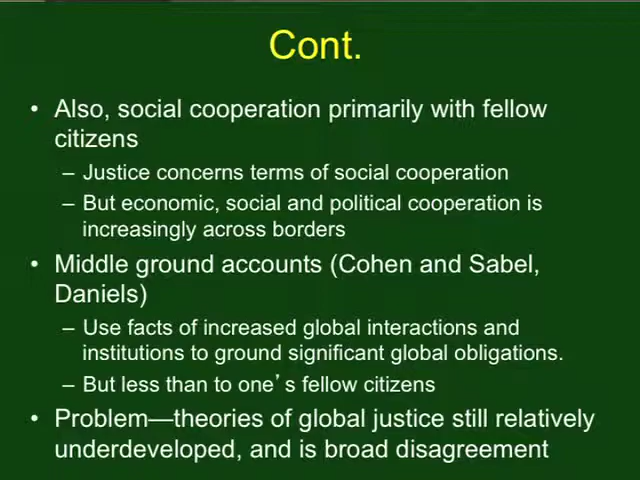 Cont.
• Also, social cooperation primarily with fellow
citizens
– Justice concerns terms of social cooperation
– But economic, social and political cooperation is
increasingly across borders
• Middle ground accounts (Cohen and Sabel,
Daniels)
– Use facts of increased global interactions and
institutions to ground significant global obligations.
– But less than to one's fellow citizens
• Problem—theories of global justice still relatively
underdeveloped, and is broad disagreement